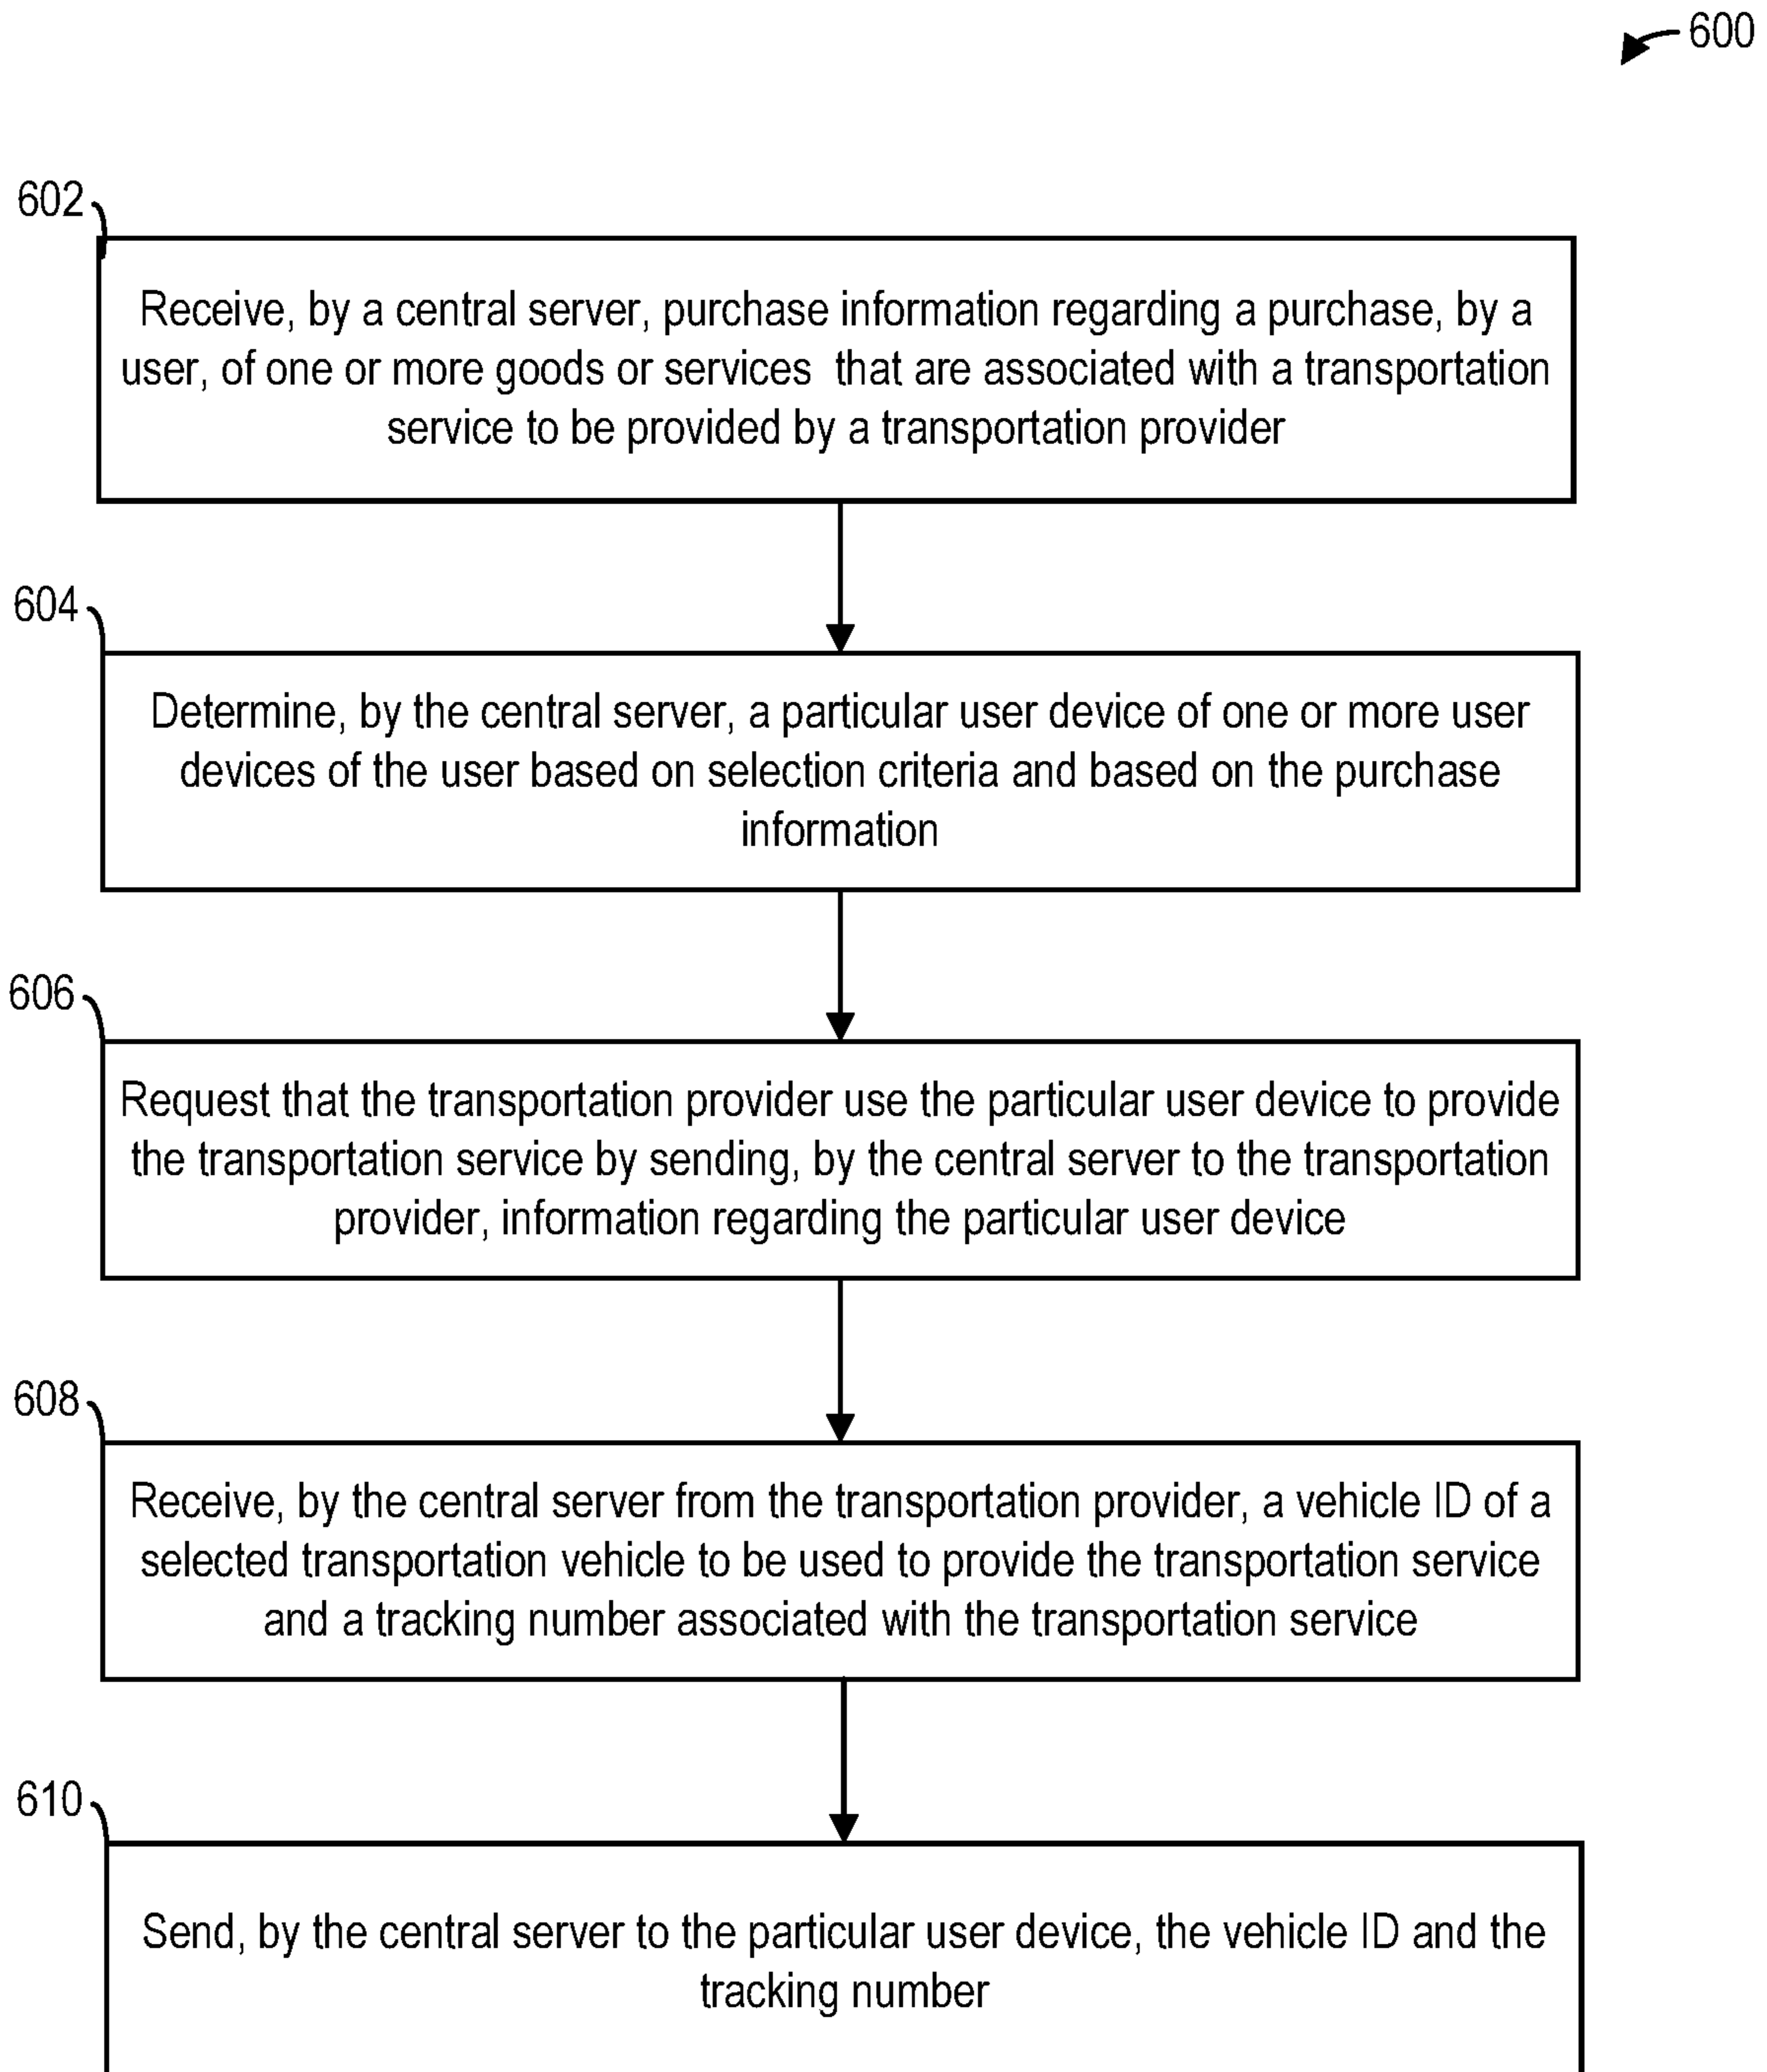 600
602
Receive, by a central server, purchase information regarding a purchase, by a
user, of one or more goods or services that are associated with a transportation
service to be provided by a transportation provider
604
Determine, by the central server, a particular user device of one or more user
devices of the user based on selection criteria and based on the purchase
information
606
Request that the transportation provider use the particular user device to provide
the transportation service by sending, by the central server to the transportation
provider, information regarding the particular user device
608
Receive, by the central server from the transportation provider, a vehicle ID of a
selected transportation vehicle to be used to provide the transportation service
and a tracking number associated with the transportation service
610
Send, by the central server to the particular user device, the vehicle ID and the
tracking number